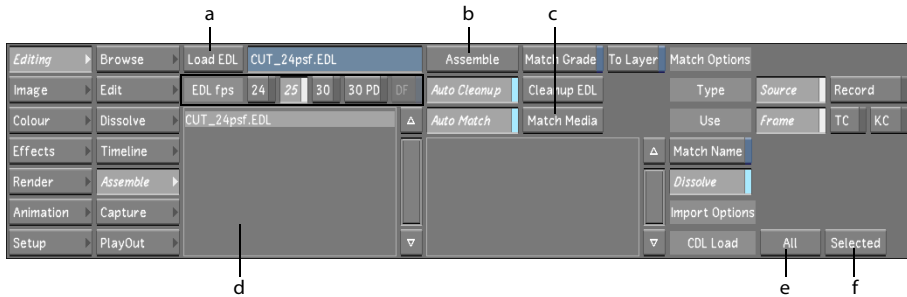 a b c
Editing Browse Load EDL CUT_24psf.EDL Assemble Match Grade To Layer Match Options
Image Edit EDL fps 24 25 30 30 PD DF Auto Cleanup Cleanup EDL Type Source Record
Colour Dissolve CUT_24psf.EDL Auto Match Match Media Use Frame TC KC
Effects Timeline Match Name
Render Assemble Dissolve
Animation Capture Import Options
Setup PlayOut CDL Load All Selected
d e f